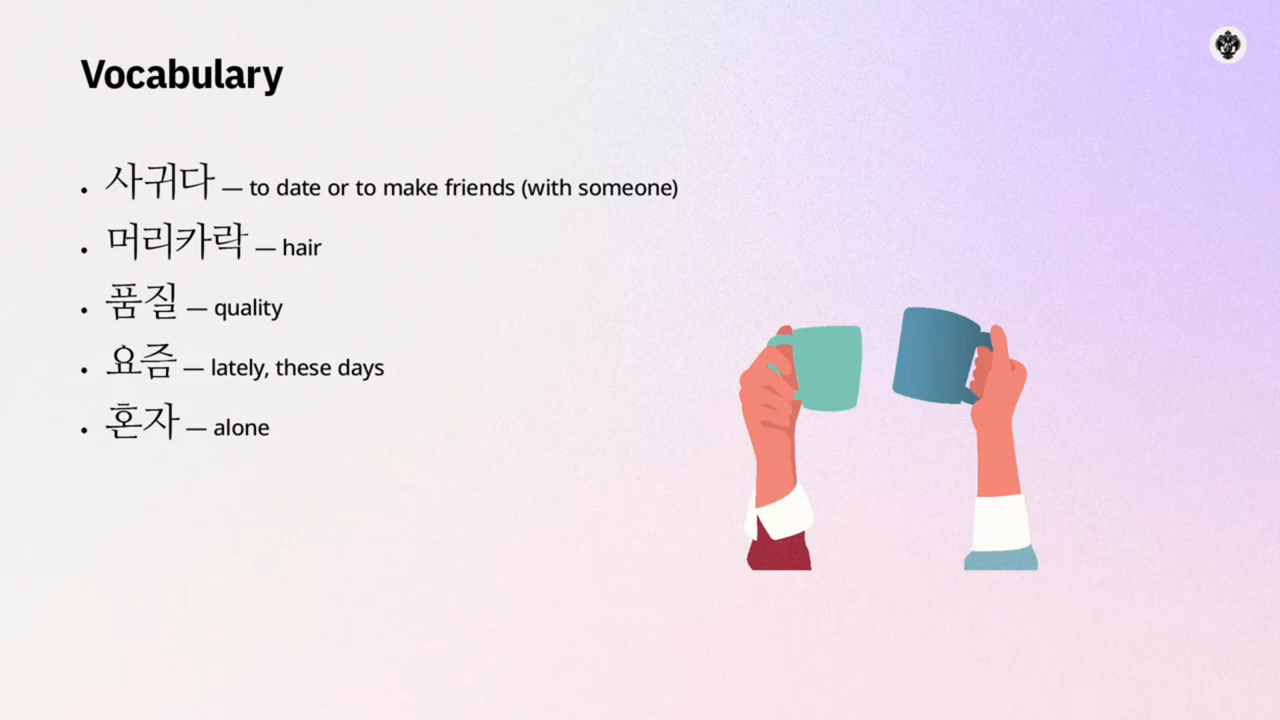 Vocabulary
• 사귀다 — to date or to make friends (with someone)
• 머리카락 — hair
• 품질 — quality
• 요즘 — lately, these days
• 혼자 — alone